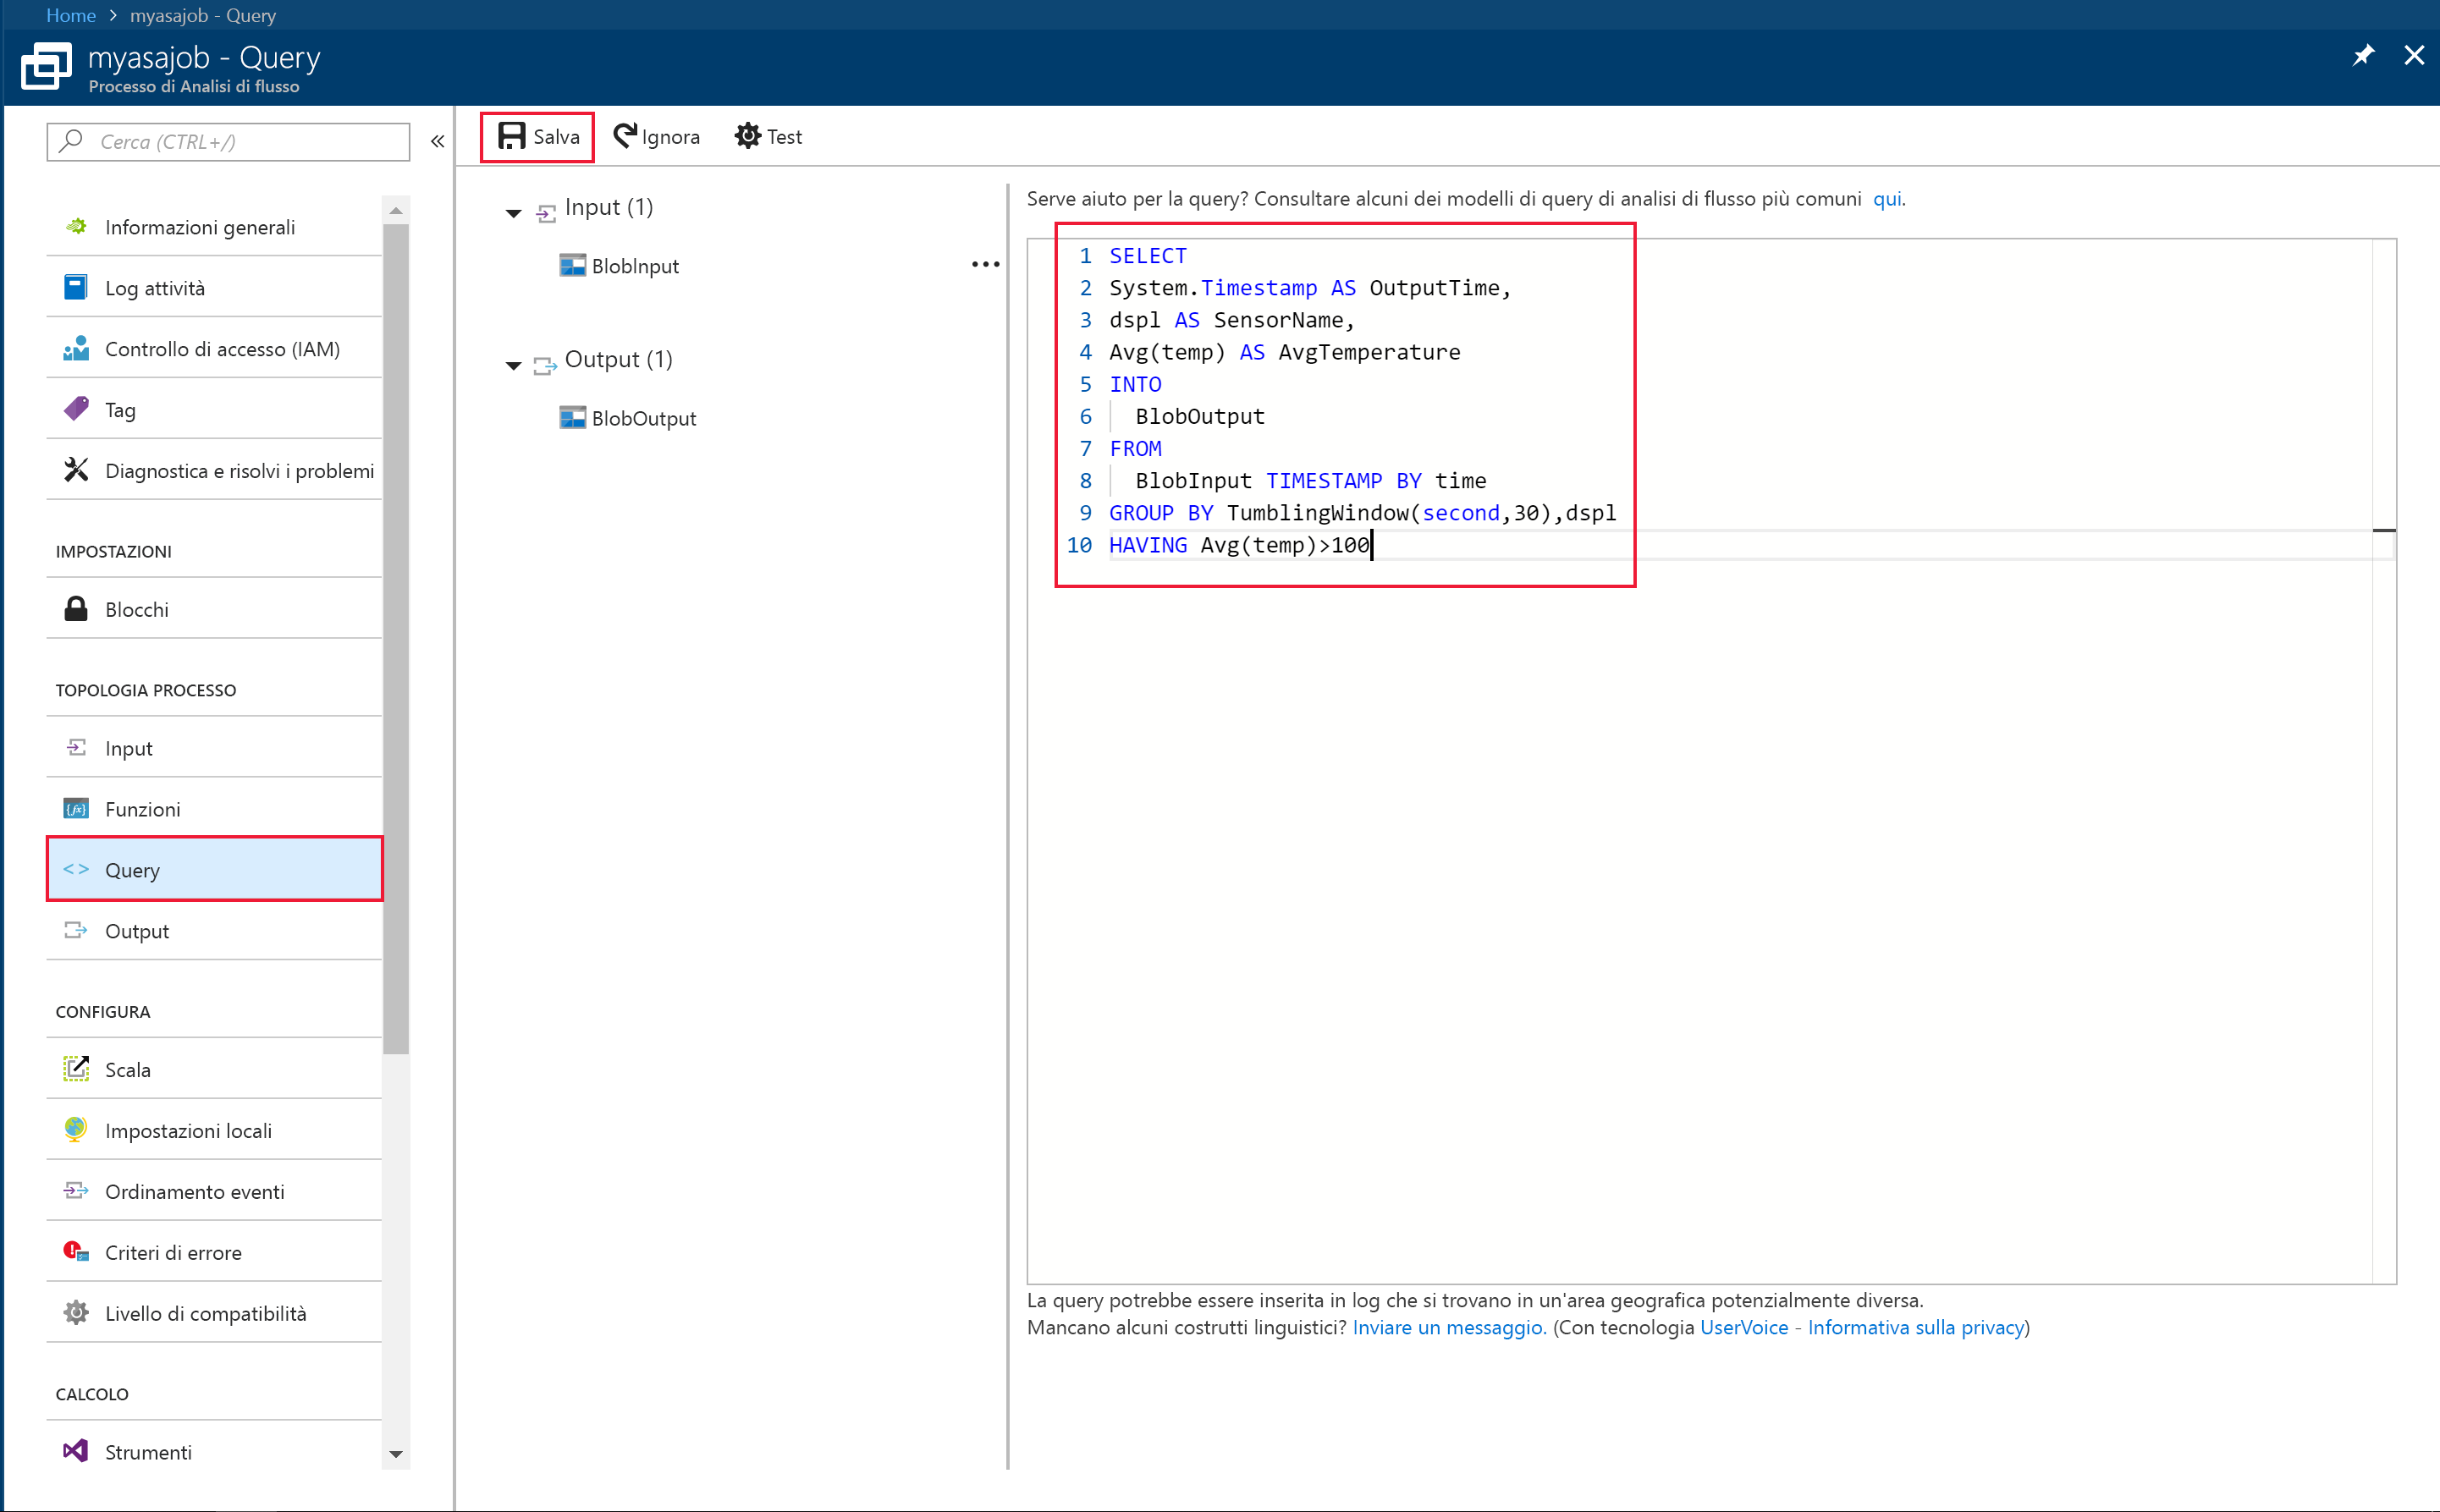 Home > myasajob - Query
myasajob - Query
Processo di Analisi di flusso
Cerca (CTRL+/)
«
Informazioni generali
Log attività
Controllo di accesso (IAM)
Tag
Diagnostica e risolvi i problemi
IMPOSTAZIONI
Blocchi
TOPOLOGIA PROCESSO
Input
Funzioni
Query
Output
CONFIGURA
Scala
Impostazioni locali
Ordinamento eventi
Criteri di errore
Livello di compatibilità
CALCOLO
Strumenti
Salva Ignora Test
Input (1)
BlobInput
Output (1)
BlobOutput
Serve aiuto per la query? Consultare alcuni dei modelli di query di analisi di flusso più comuni qui.
1 SELECT
2 System.Timestamp AS OutputTime,
3 dspl AS SensorName,
4 Avg(temp) AS AvgTemperature
5 INTO
6 BlobOutput
7 FROM
8 BlobInput TIMESTAMP BY time
9 GROUP BY TumblingWindow(second,30),dspl
10 HAVING Avg(temp)>100
La query potrebbe essere inserita in log che si trovano in un'area geografica potenzialmente diversa.
Mancano alcuni costrutti linguistici? Inviare un messaggio. (Con tecnologia UserVoice - Informativa sulla privacy)